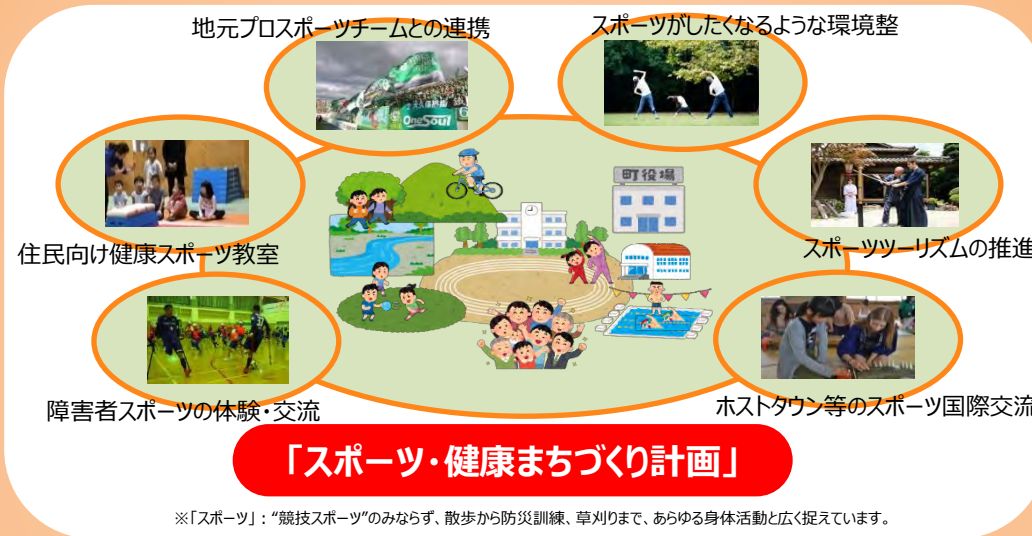 地元プロスポーツチームとの連携
スポーツがしたくなるような環境整
OneSoul
町役場
住民向け健康スポーツ教室
スポーツツーリズムの推進
障害者スポーツの体験・交流
ホストタウン等のスポーツ国際交流
「スポーツ・健康まちづくり計画」
※「スポーツ」：“競技スポーツ”のみならず、散歩から防災訓練、草刈りまで、あらゆる身体活動と広く捉えています。